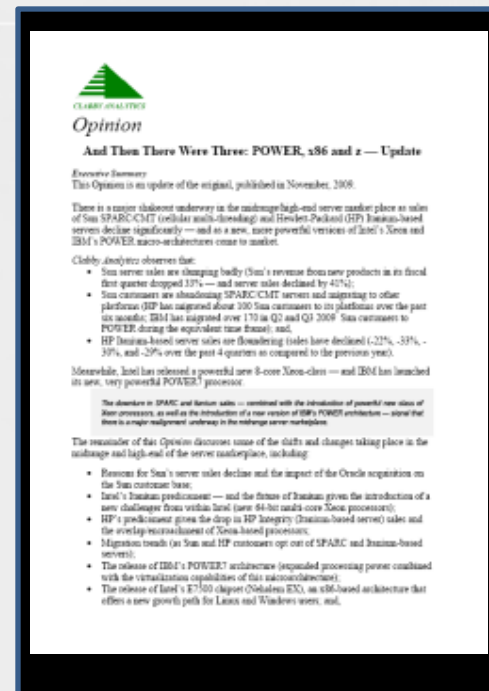 CLABBY ANALYTICS
Opinion
And Then There Were Three: POWER, x86 and z — Update
Executive Summary
This Opinion is an update of the original, published in November, 2009.
There is a major shakeout underway in the midrange/high-end server market place as sales
of Sun SPARC/CMT (cellular multi-threading) and Hewlett-Packard (HP) Itanium-based
servers decline significantly — and as a new, more powerful versions of Intel's Xeon and
IBM's POWER micro-architectures come to market.
Clabby Analytics observes that:
• Sun server sales are slumping badly (Sun's revenue from new products in its fiscal
first quarter dropped 33% — and server sales declined by 41%);
• Sun customers are abandoning SPARC/CMT servers and migrating to other
platforms (HP has migrated about 100 Sun customers to its platforms over the past
six months; IBM has migrated over 170 in Q2 and Q3 2009 Sun customers to
POWER during the equivalent time frame); and,
• HP Itanium-based server sales are floundering (sales have declined (-22%, -33%, -
30%, and -29% over the past 4 quarters as compared to the previous year).
Meanwhile, Intel has released a powerful new 8-core Xeon-class — and IBM has launched
its new, very powerful POWER7 processor.
The downturn in SPARC and Itanium sales — combined with the introduction of powerful new class of
Xeon processors, as well as the introduction of a new version of IBM's POWER architecture — signal that
there is a major realignment underway in the midrange server marketplace.
The remainder of this Opinion discusses some of the shifts and changes taking place in the
midrange and high-end of the server marketplace, including:
• Reasons for Sun's server sales decline and the impact of the Oracle acquisition on
the Sun customer base;
• Intel's Itanium predicament — and the future of Itanium given the introduction of a
new challenger from within Intel (new 64-bit multi-core Xeon processors);
• HP's predicament given the drop in HP Integrity (Itanium-based server) sales and
the overlap/encroachment of Xeon-based processors;
• Migration trends (as Sun and HP customers opt out of SPARC and Itanium-based
servers);
• The release of IBM's POWER7 architecture (expanded processing power combined
with the virtualization capabilities of this microarchitecture);
• The release of Intel's E7500 chipset (Nehalem EX), an x86-based architecture that
offers a new growth path for Linux and Windows users; and,